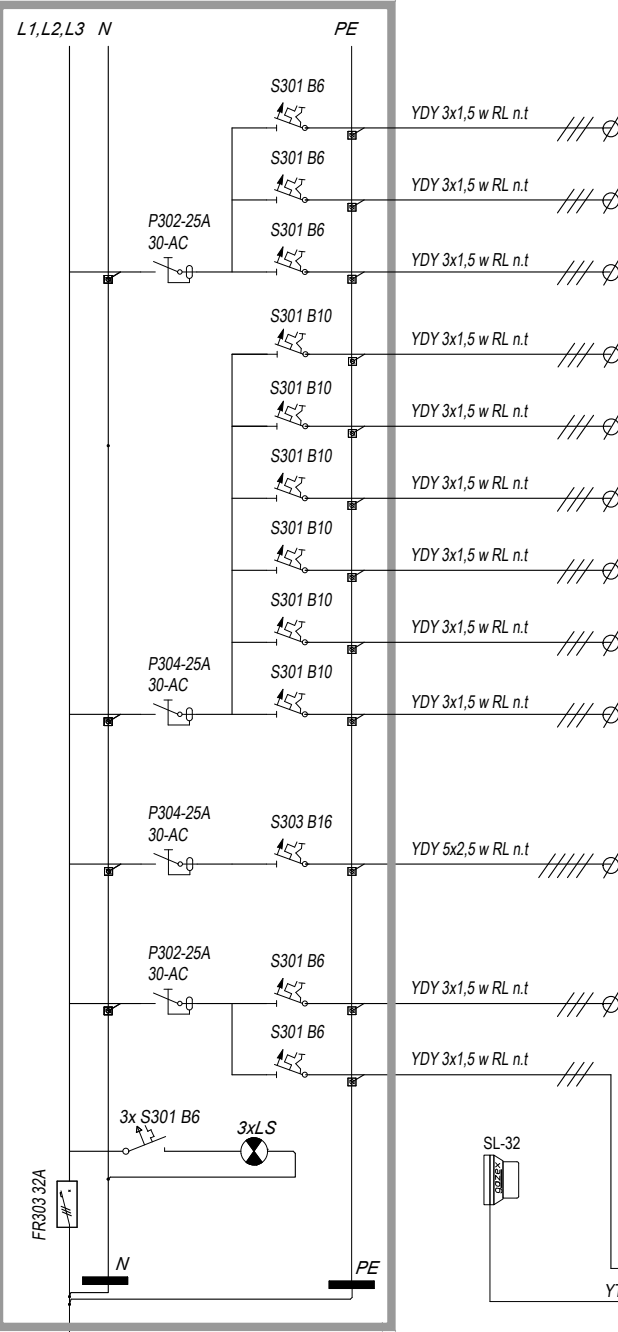 L1,L2,L3 N PE
S301 B6
YDY 3x1,5 w RL n.t
S301 B6
YDY 3x1,5 w RL n.t
P302-25A
30-AC
S301 B6
YDY 3x1,5 w RL n.t
S301 B10
YDY 3x1,5 w RL n.t
S301 B10
YDY 3x1,5 w RL n.t
S301 B10
YDY 3x1,5 w RL n.t
S301 B10
YDY 3x1,5 w RL n.t
S301 B10
YDY 3x1,5 w RL n.t
P304-25A
30-AC
S301 B10
YDY 3x1,5 w RL n.t
P304-25A
30-AC
S303 B16
YDY 5x2,5 w RL n.t
P302-25A
30-AC
S301 B6
YDY 3x1,5 w RL n.t
S301 B6
YDY 3x1,5 w RL n.t
3x S301 B6
3xLS
SL-32
gazex
FR303 32A
N
PE